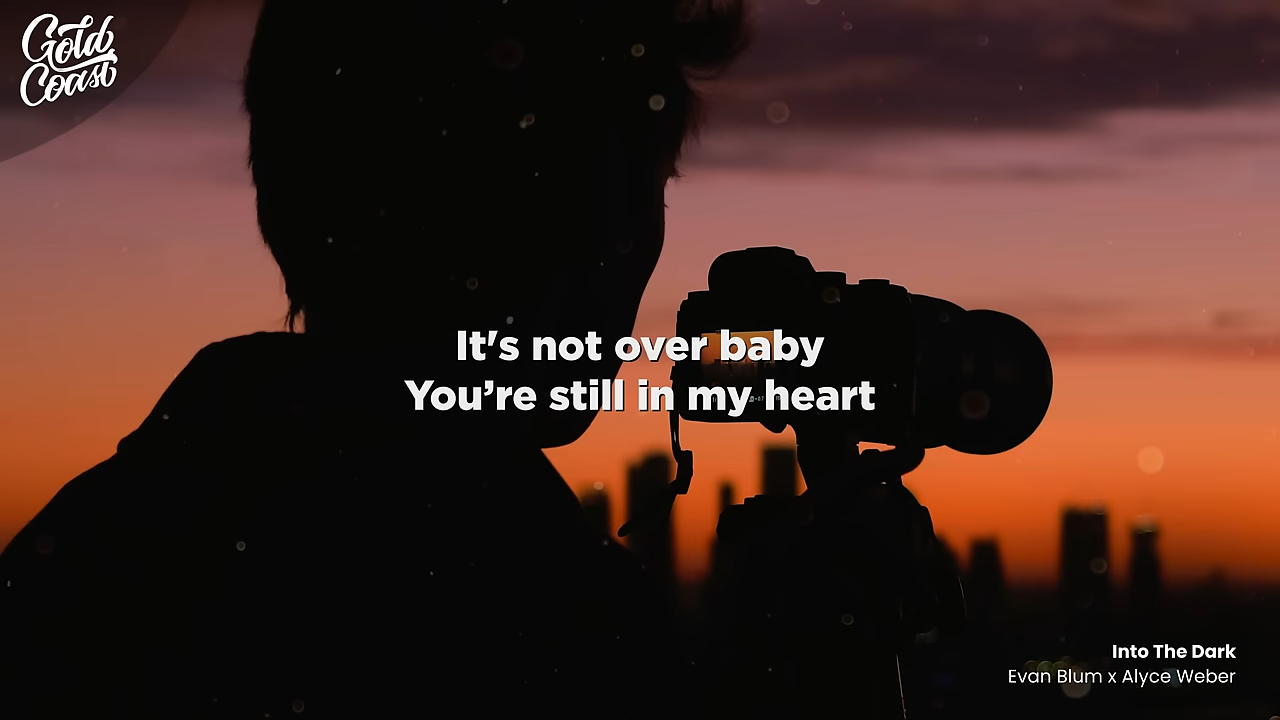 Gold
Coast
It's not over baby
You’re still in my heart
Into The Dark
Evan Blum x Alyce Weber